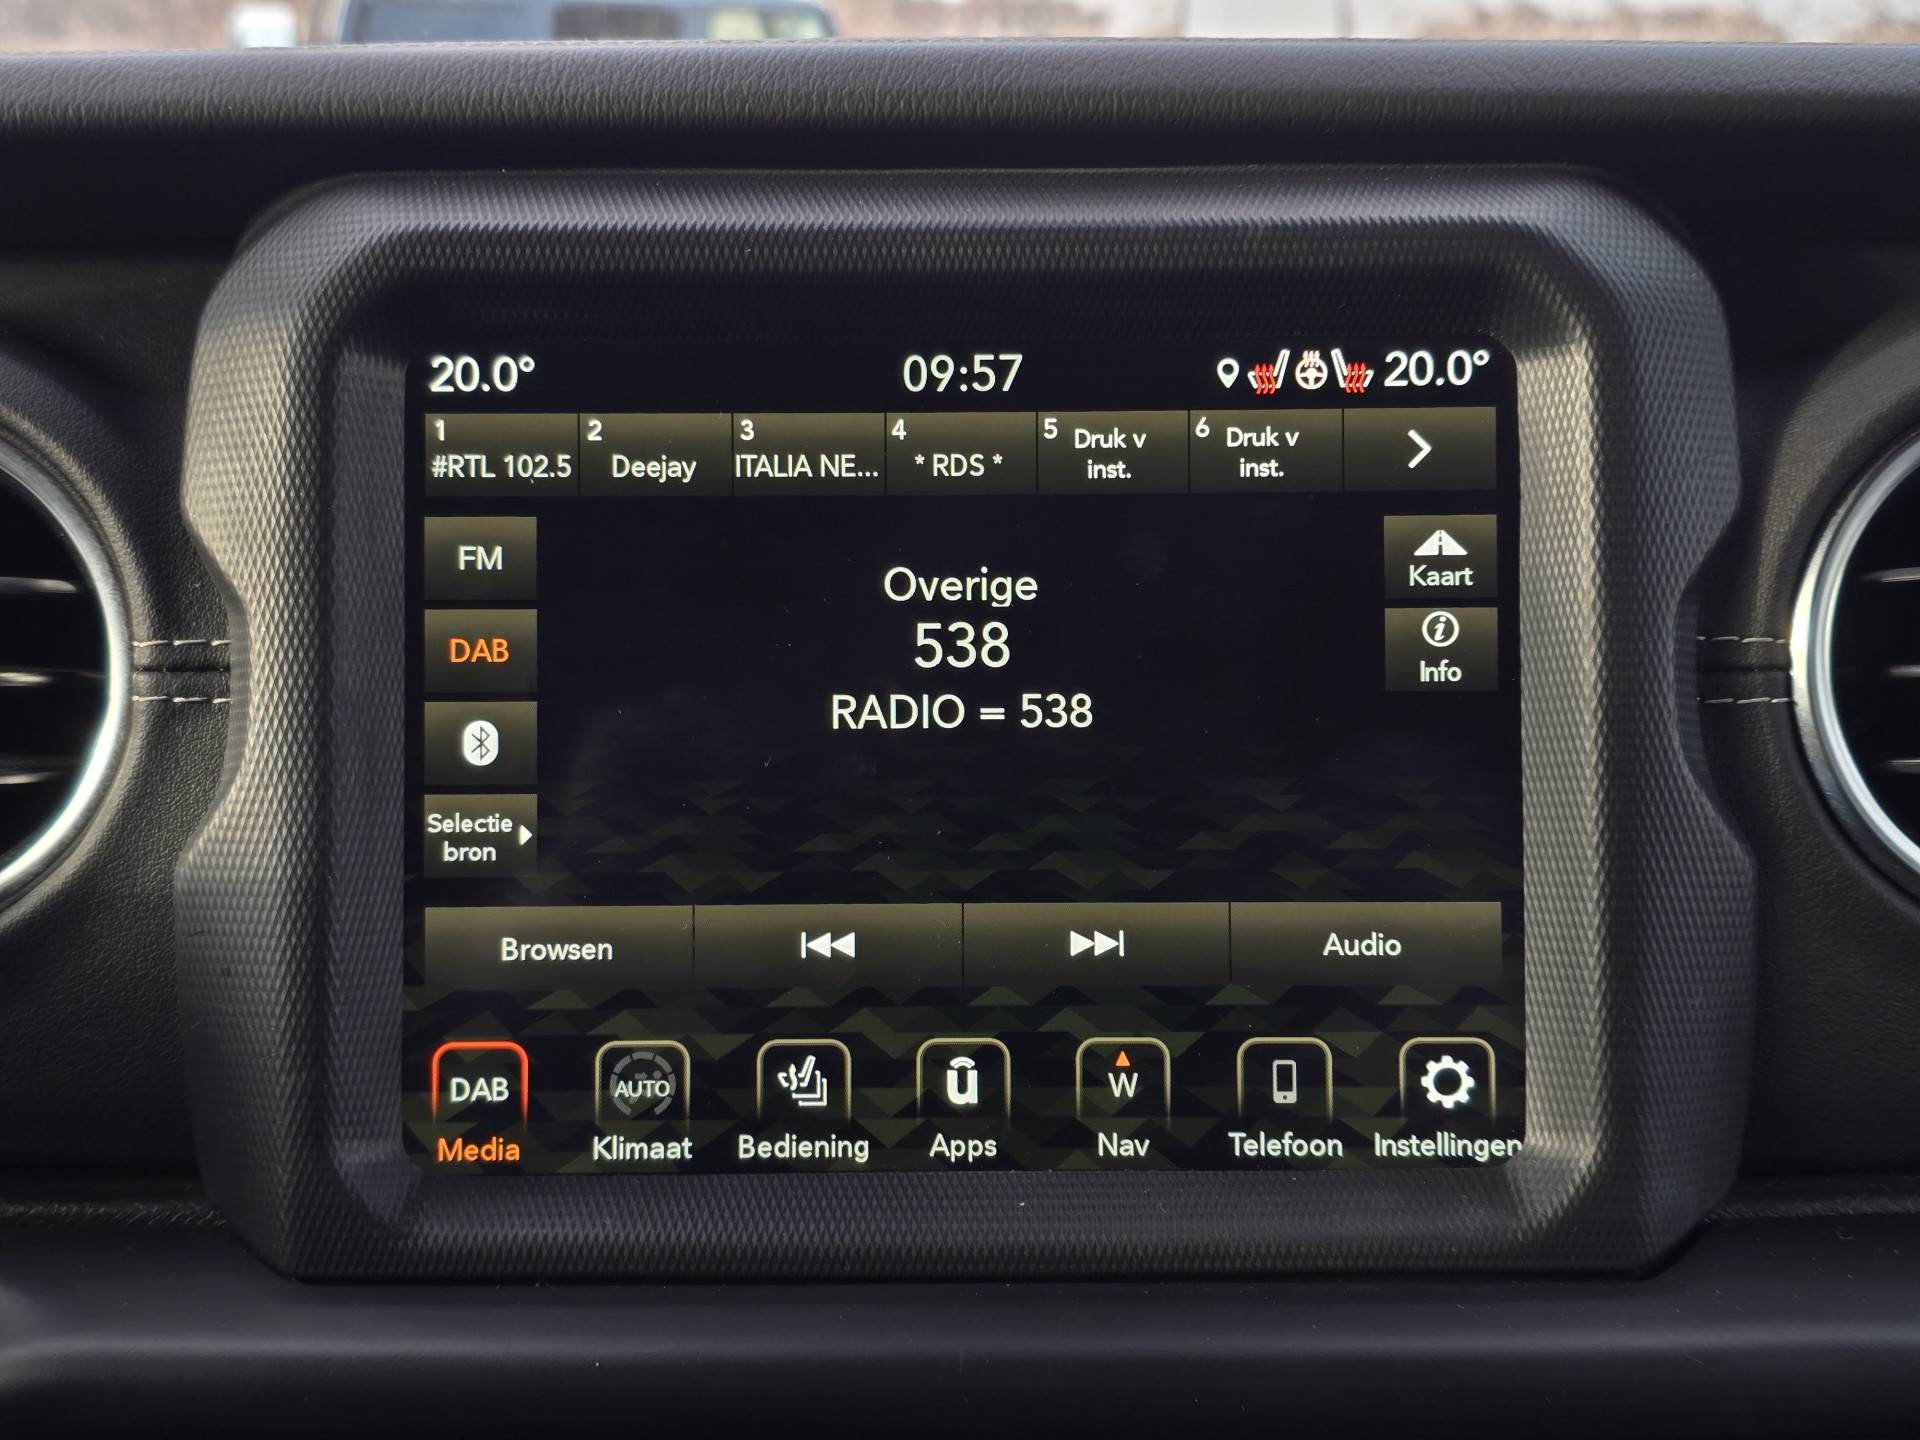 20.0°
09:57
20.0°
1
#RTL 102.5
2
Deejay
3
ITALIA NE...
4
* RDS *
5
Druk v
inst.
6
Druk v
inst.
FM
DAB
Selectie
bron
Overige
538
RADIO = 538
Kaart
i
Info
Browsen
Audio
DAB
Media
AUTO
Klimaat
Bediening
u
Apps
W
Nav
Telefoon
Instellingen